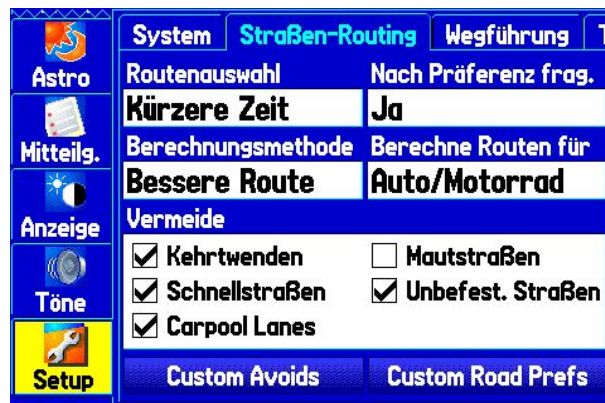 System Straßen-Routing Wegführung
Astro
Routenauswahl Nach Präferenz frag.
Kürzere Zeit Ja
Mitteilg.
Berechnungsmethode Berechne Routen für
Bessere Route Auto/Motorrad
Anzeige
Vermeide
Kehrtwenden Mautstraßen
Schnellstraßen Unbefest. Straßen
Töne
Carpool Lanes
Setup
Custom Avoids Custom Road Prefs